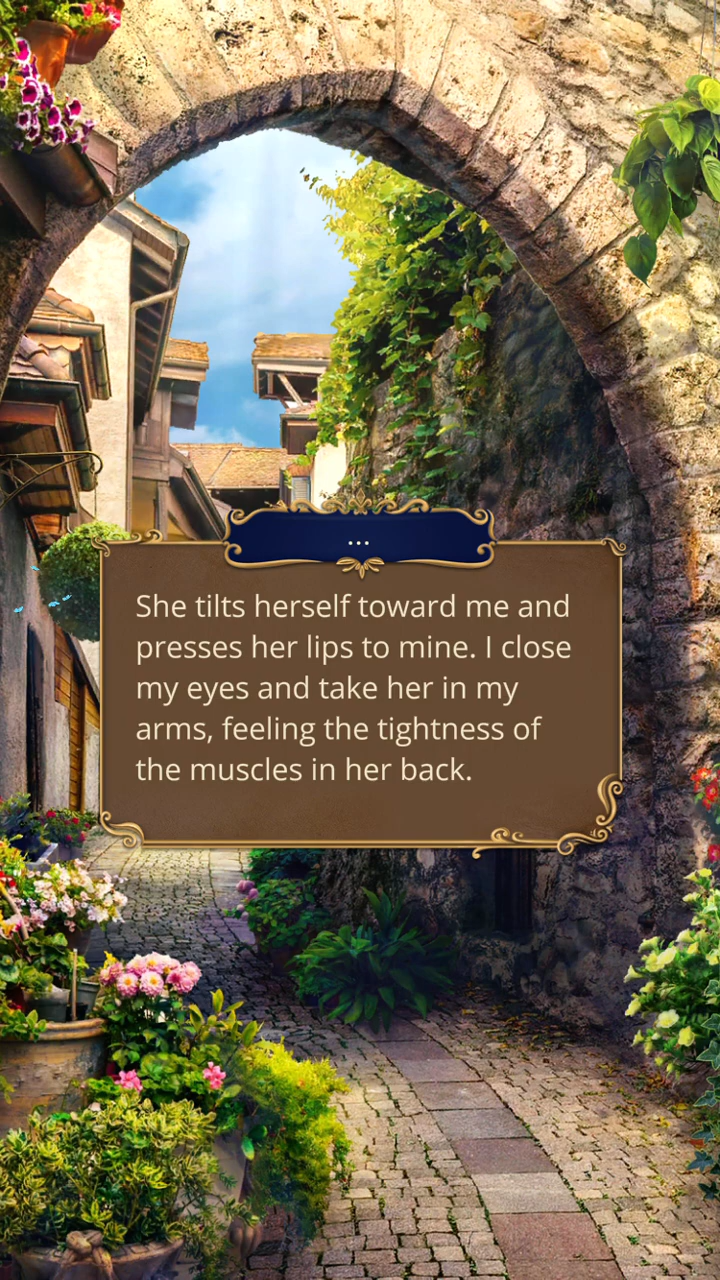 ...
She tilts herself toward me and
presses her lips to mine. I close
my eyes and take her in my
arms, feeling the tightness of
the muscles in her back.